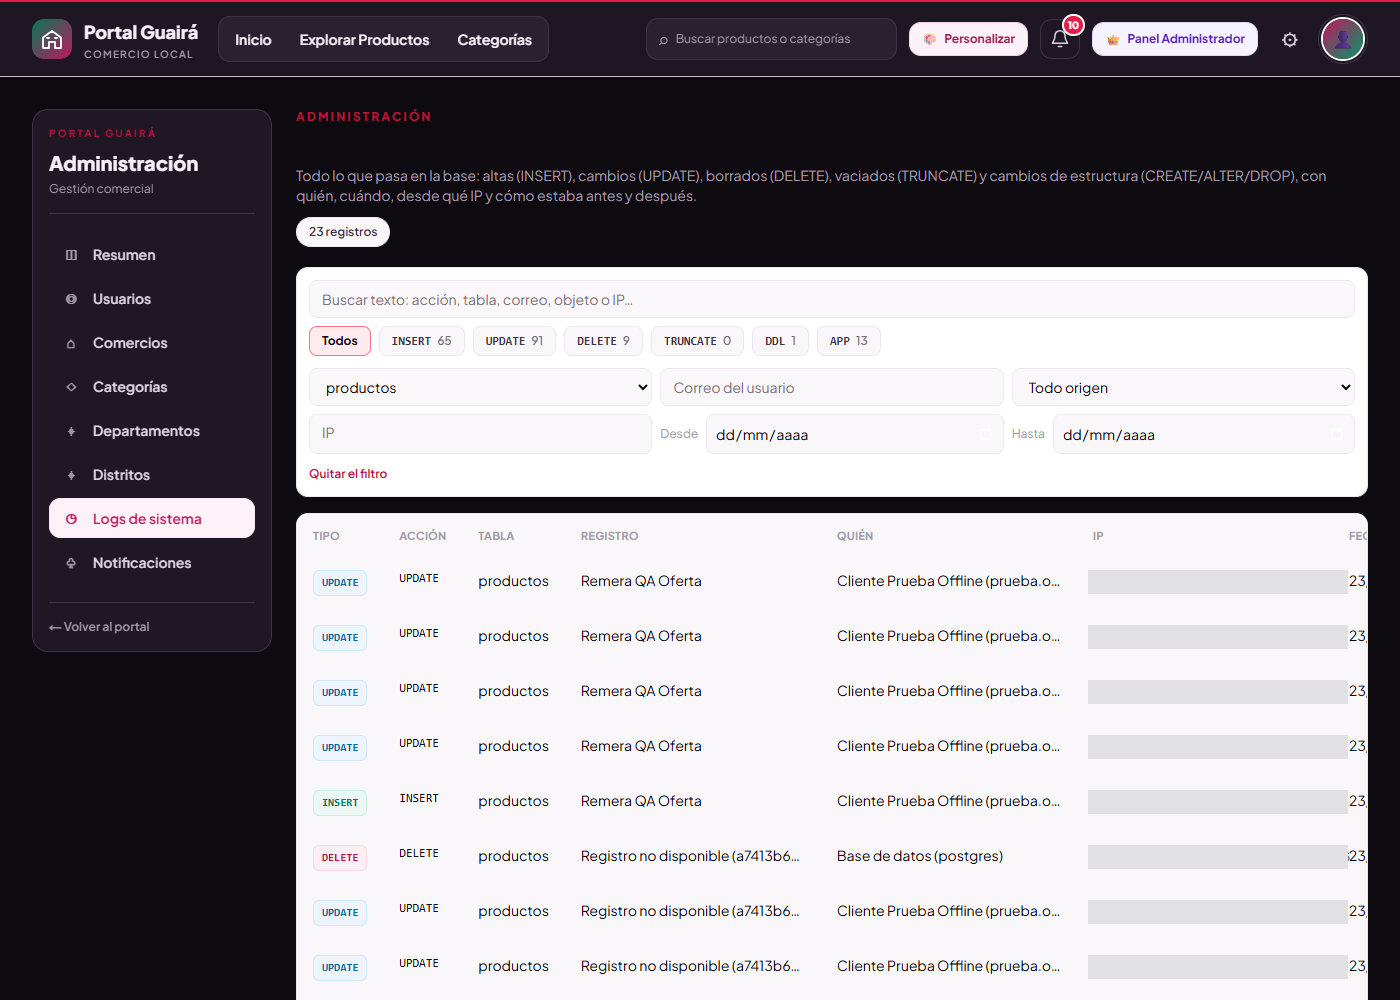 Portal Guairá
COMERCIO LOCAL
Inicio
Explorar Productos
Categorías
Buscar productos o categorías
Personalizar
10
Panel Administrador
PORTAL GUAIRÁ
Administración
Gestión comercial
Resumen
Usuarios
Comercios
Categorías
Departamentos
Distritos
Logs de sistema
Notificaciones
← Volver al portal
ADMINISTRACIÓN
Todo lo que pasa en la base: altas (INSERT), cambios (UPDATE), borrados (DELETE), vaciados (TRUNCATE) y cambios de estructura (CREATE/ALTER/DROP), con
quién, cuándo, desde qué IP y cómo estaba antes y después.
23 registros
Buscar texto: acción, tabla, correo, objeto o IP...
Todos INSERT 65 UPDATE 91 DELETE 9 TRUNCATE 0 DDL 1 APP 13
productos Correo del usuario Todo origen
IP Desde dd/mm/aaaa Hasta dd/mm/aaaa
Quitar el filtro
TIPO ACCIÓN TABLA REGISTRO QUIÉN IP FEC
UPDATE UPDATE productos Remera QA Oferta Cliente Prueba Offline (prueba.o... 23,
UPDATE UPDATE productos Remera QA Oferta Cliente Prueba Offline (prueba.o... 23,
UPDATE UPDATE productos Remera QA Oferta Cliente Prueba Offline (prueba.o... 23,
UPDATE UPDATE productos Remera QA Oferta Cliente Prueba Offline (prueba.o... 23,
INSERT INSERT productos Remera QA Oferta Cliente Prueba Offline (prueba.o... 23,
DELETE DELETE productos Registro no disponible (a7413b6... Base de datos (postgres) 23,
UPDATE UPDATE productos Registro no disponible (a7413b6... Cliente Prueba Offline (prueba.o... 23,
UPDATE UPDATE productos Registro no disponible (a7413b6... Cliente Prueba Offline (prueba.o... 23,